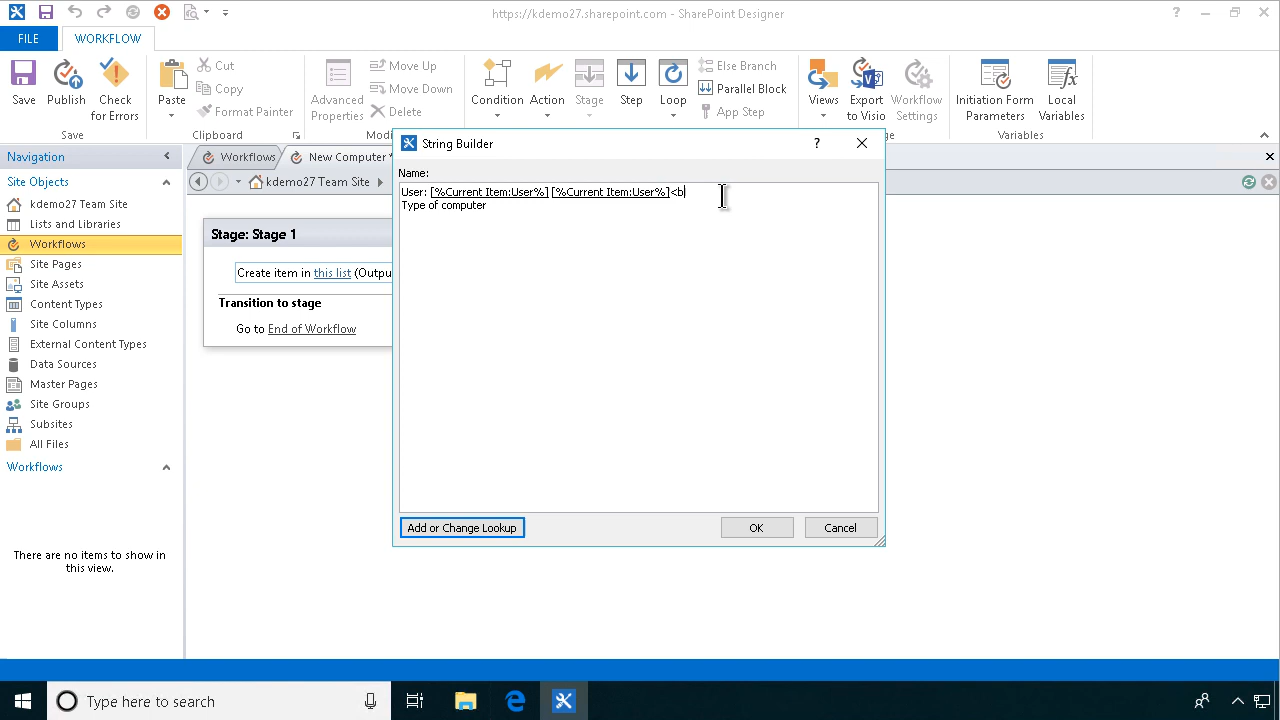 https://kdemo27.sharepoint.com - SharePoint Designer
FILE
WORKFLOW
Save
Publish
Check for Errors
Save
Paste
Cut
Copy
Format Painter
Clipboard
Advanced Properties
Move Up
Move Down
Delete
Modi
Condition
Action
Stage
Step
Loop
Else Branch
Parallel Block
App Step
Views
Export to Visio
Workflow Settings
ge
Initiation Form Parameters
Local Variables
Variables
Navigation
Site Objects
kdemo27 Team Site
Lists and Libraries
Workflows
Site Pages
Site Assets
Content Types
Site Columns
External Content Types
Data Sources
Master Pages
Site Groups
Subsites
All Files
Workflows
There are no items to show in
this view.
Workflows
New Computer *
kdemo27 Team Site
Stage: Stage 1
Create item in this list (Outpu
Transition to stage
Go to End of Workflow
String Builder
?
Name:
User: [%Current Item:User%] [%Current Item:User%]<b
Type of computer
Add or Change Lookup
OK
Cancel
Type here to search